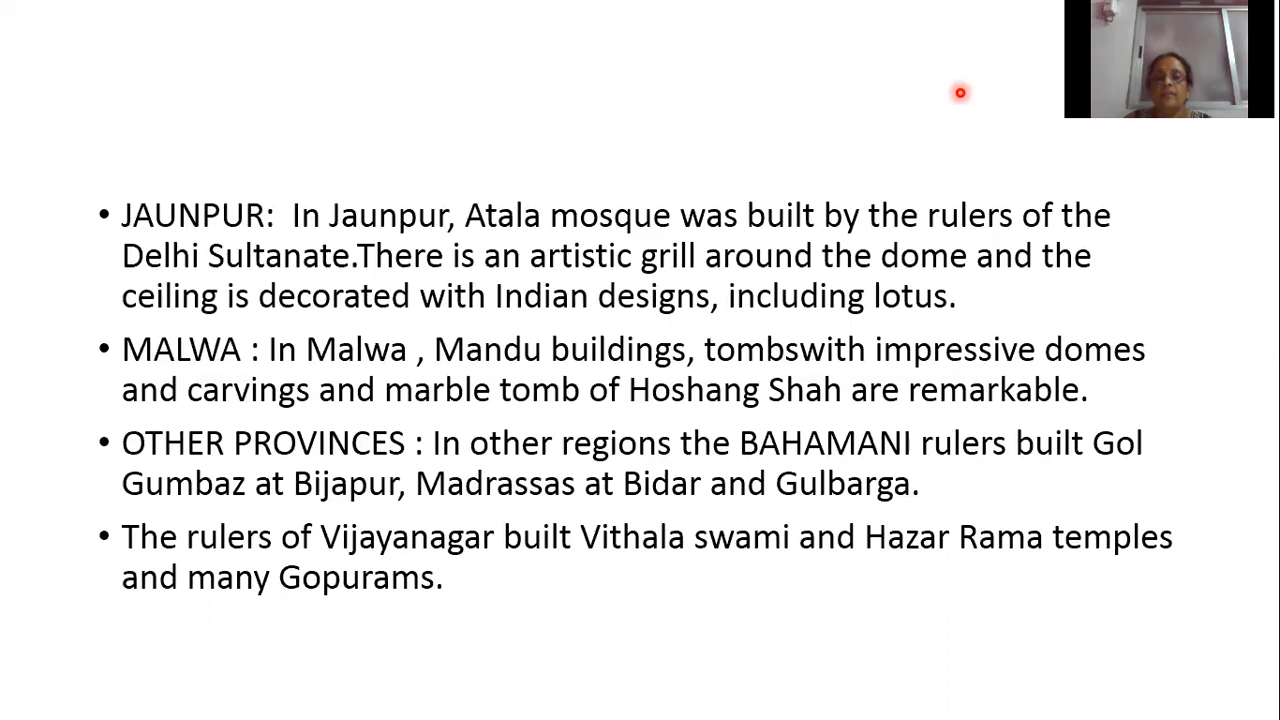 • JAUNPUR: In Jaunpur, Atala mosque was built by the rulers of the
Delhi Sultanate.There is an artistic grill around the dome and the
ceiling is decorated with Indian designs, including lotus.
• MALWA : In Malwa , Mandu buildings, tombswith impressive domes
and carvings and marble tomb of Hoshang Shah are remarkable.
• OTHER PROVINCES : In other regions the BAHAMANI rulers built Gol
Gumbaz at Bijapur, Madrassas at Bidar and Gulbarga.
• The rulers of Vijayanagar built Vithala swami and Hazar Rama temples
and many Gopurams.